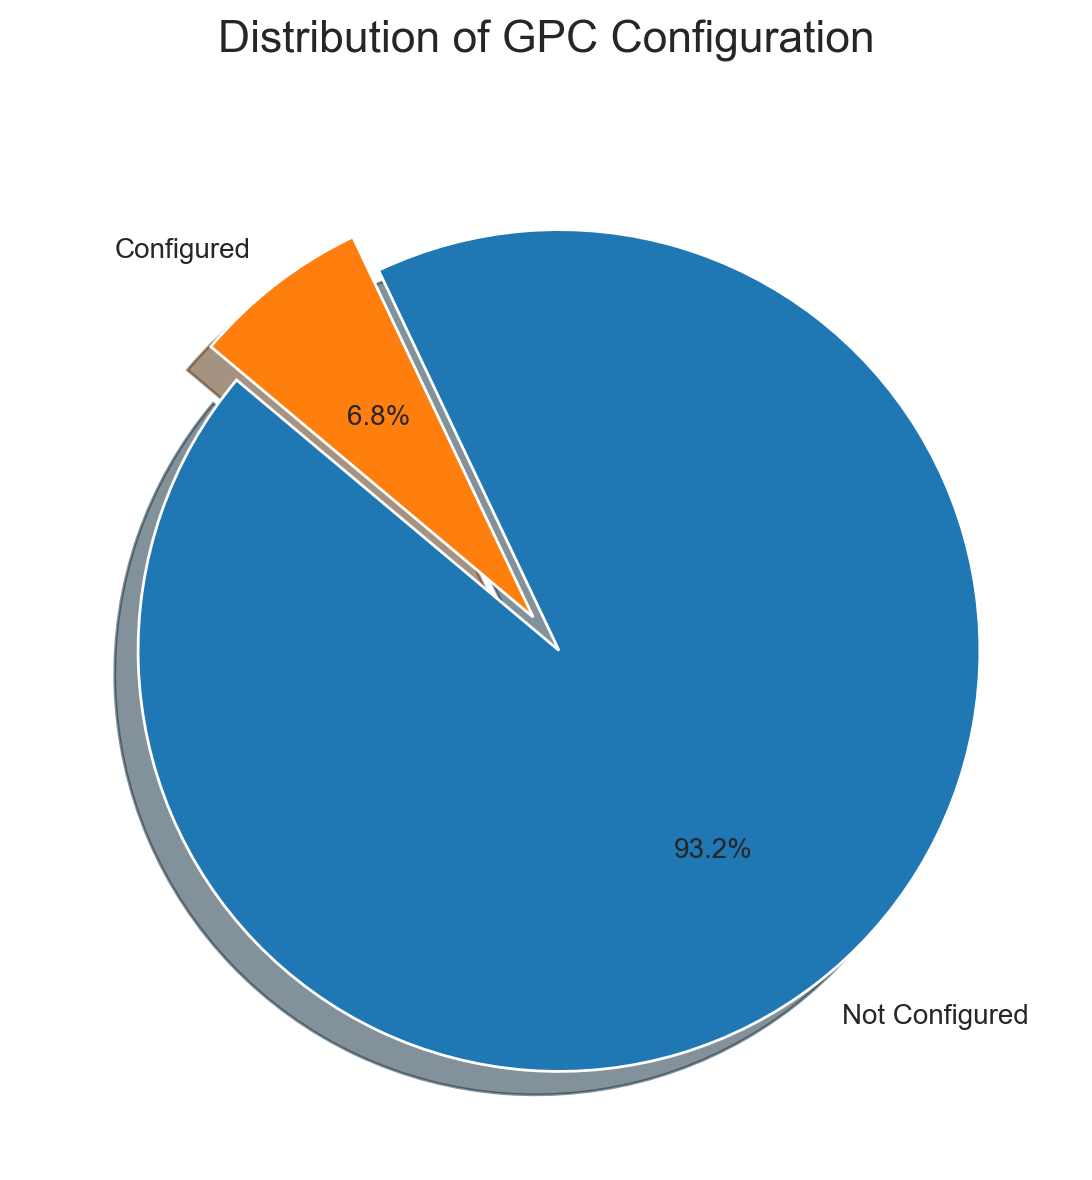 Distribution of GPC Configuration
Configured
6.8%
93.2%
Not Configured